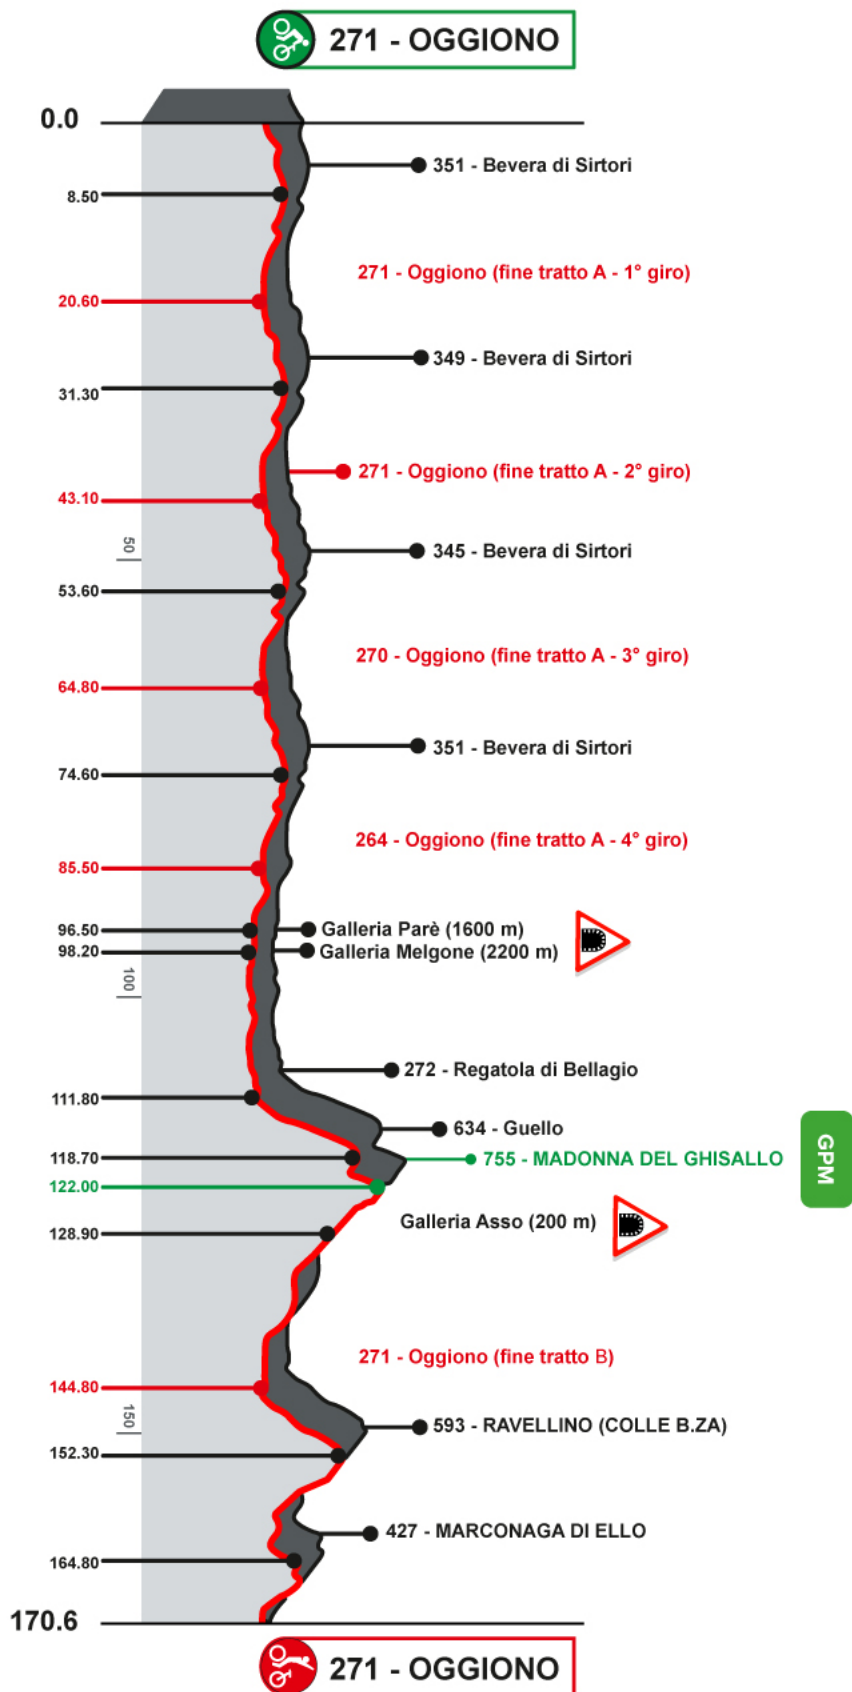 271 - OGGIONO
0.0
351 - Bevera di Sirtori
8.50
271 - Oggiono (fine tratto A - 1° giro)
20.60
349 - Bevera di Sirtori
31.30
271 - Oggiono (fine tratto A - 2° giro)
43.10
50
345 - Bevera di Sirtori
53.60
270 - Oggiono (fine tratto A - 3° giro)
64.80
351 - Bevera di Sirtori
74.60
264 - Oggiono (fine tratto A - 4° giro)
85.50
96.50 Galleria Parè (1600 m)
98.20 Galleria Melgone (2200 m)
100
272 - Regatola di Bellagio
111.80
634 - Guello
118.70
755 - MADONNA DEL GHISALLO
GPM
122.00
Galleria Asso (200 m)
128.90
271 - Oggiono (fine tratto B)
144.80
150
593 - RAVELLINO (COLLE B.ZA)
152.30
427 - MARCONAGA DI ELLO
164.80
170.6
271 - OGGIONO